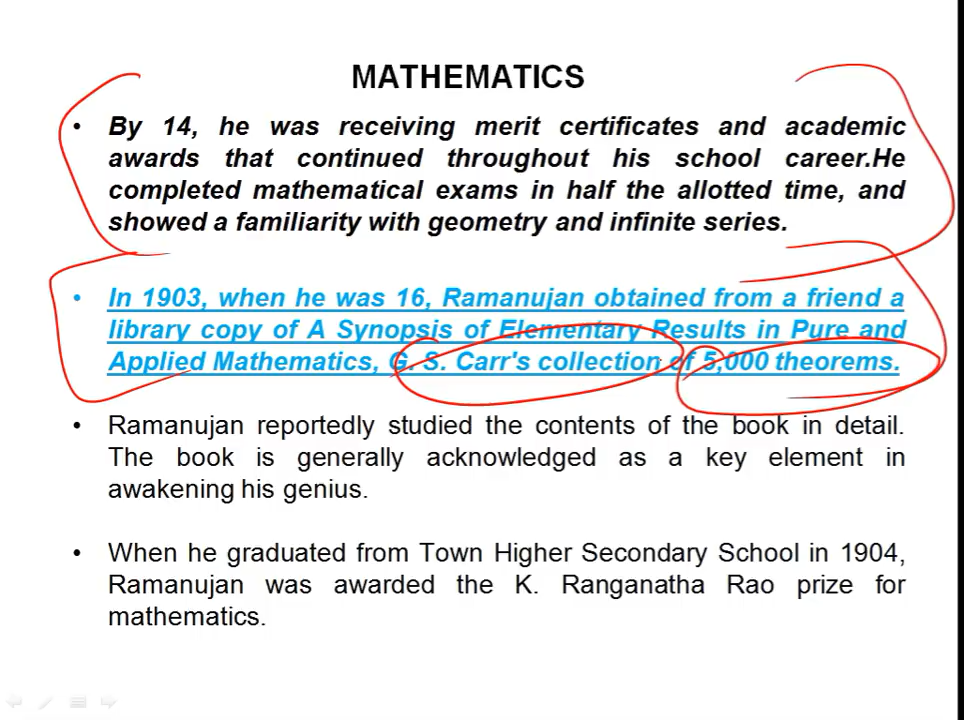 MATHEMATICS
• By 14, he was receiving merit certificates and academic
awards that continued throughout his school career.He
completed mathematical exams in half the allotted time, and
showed a familiarity with geometry and infinite series.
• In 1903, when he was 16, Ramanujan obtained from a friend a
library copy of A Synopsis of Elementary Results in Pure and
Applied Mathematics, G. S. Carr's collection of 5,000 theorems.
• Ramanujan reportedly studied the contents of the book in detail.
The book is generally acknowledged as a key element in
awakening his genius.
• When he graduated from Town Higher Secondary School in 1904,
Ramanujan was awarded the K. Ranganatha Rao prize for
mathematics.